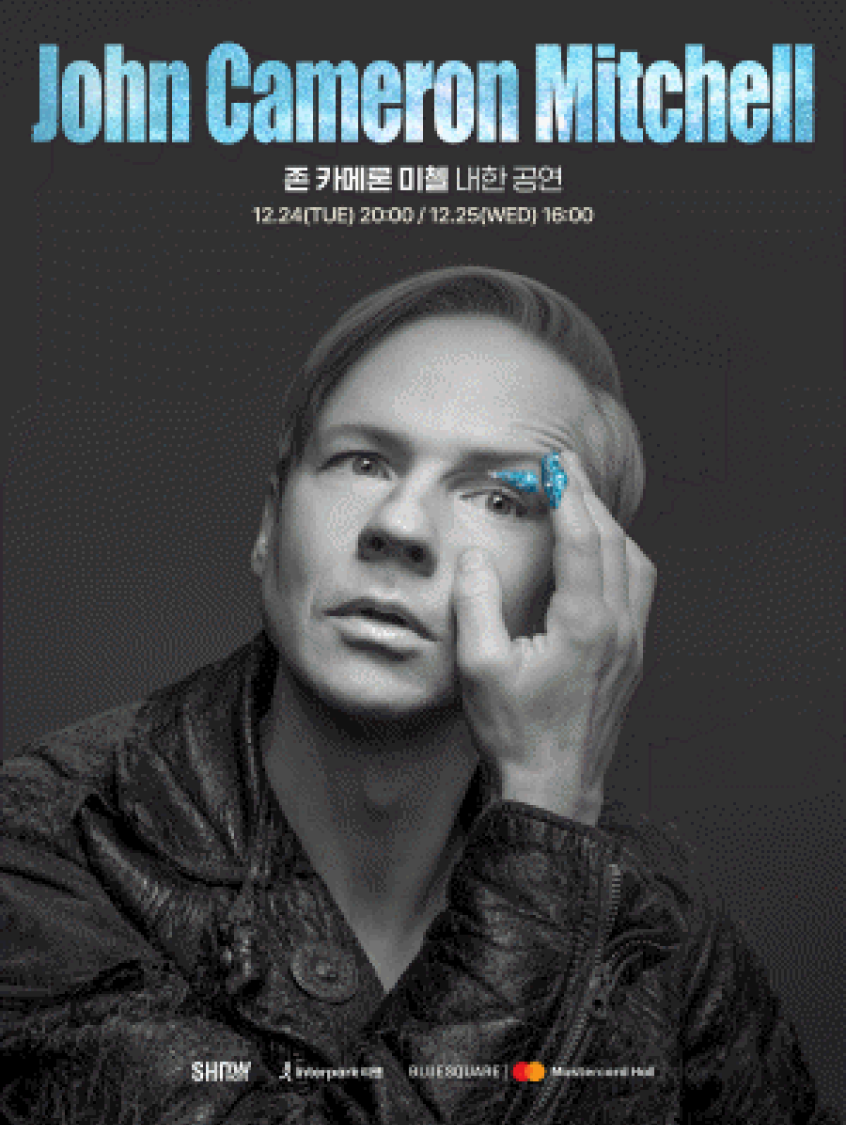 John Cameron Mitchell
존 카메론 미첼 내한 공연
12.24(TUE) 20:00 / 12.25(WED) 16:00
SHOW interpark BLUESQUARE | Mastercard Hall